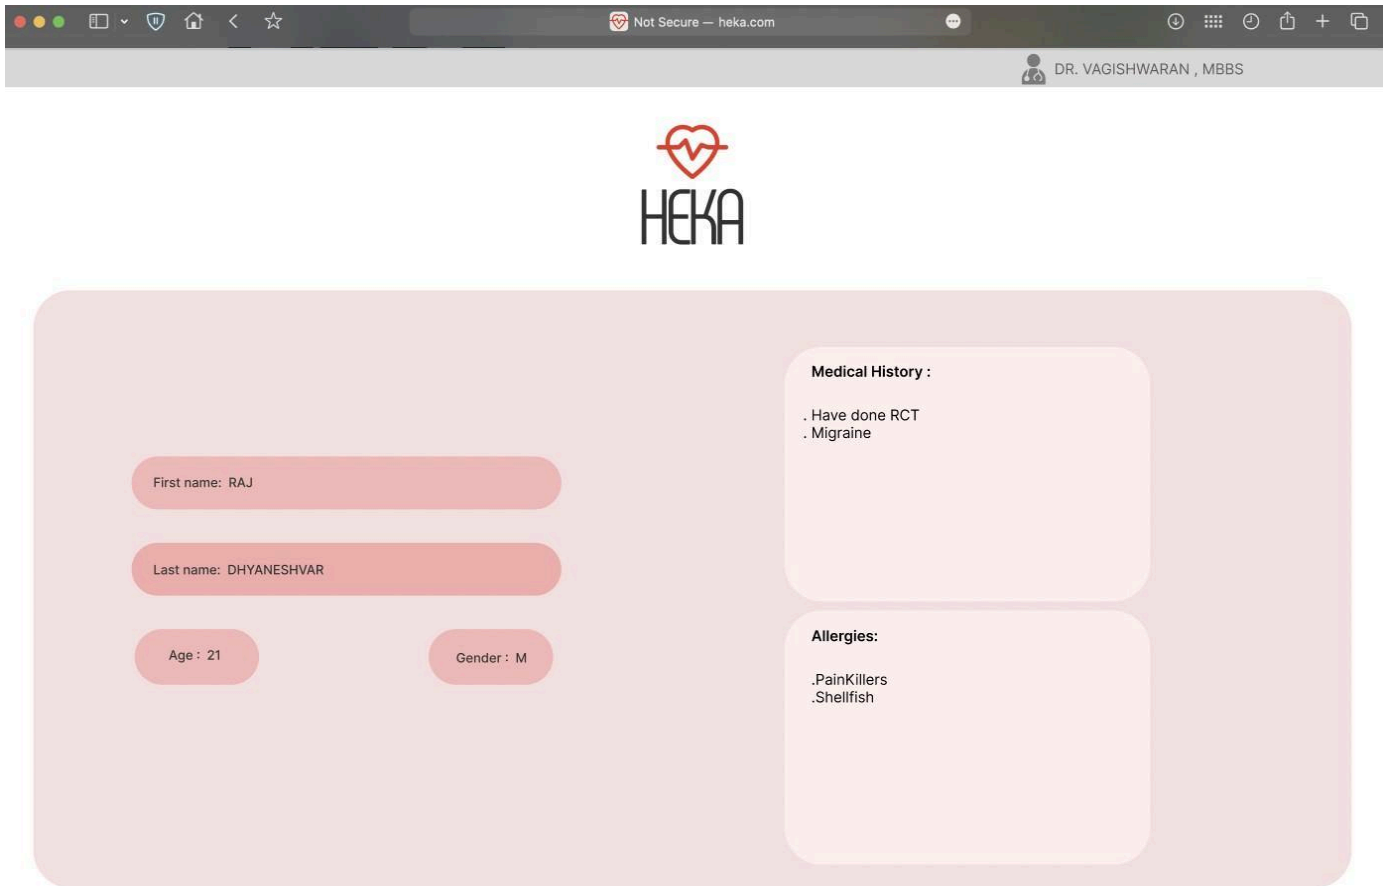 Not Secure — heka.com
DR. VAGISHWARAN , MBBS
HEKA
First name: RAJ
Last name: DHYANESHVAR
Age : 21
Gender : M
Medical History :
. Have done RCT
. Migraine
Allergies:
.PainKillers
.Shellfish